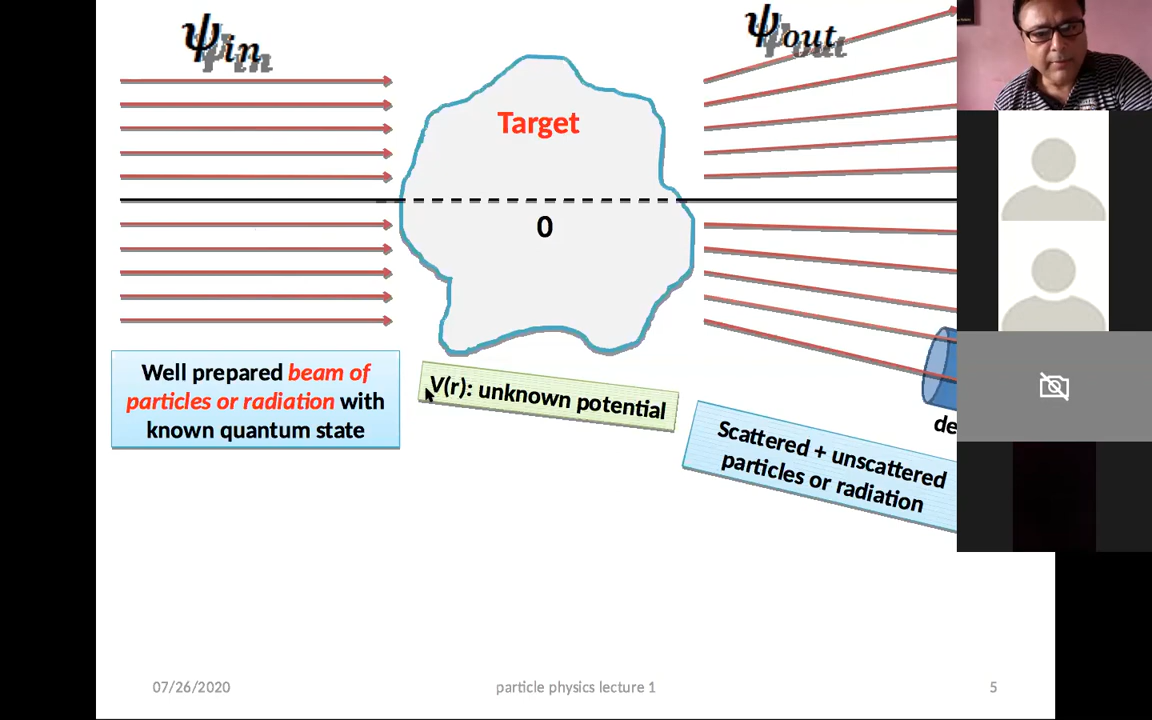 ψin
ψout
Target
0
Well prepared beam of
particles or radiation with
known quantum state
V(r): unknown potential
de
Scattered + unscattered
particles or radiation
07/26/2020
particle physics lecture 1
5